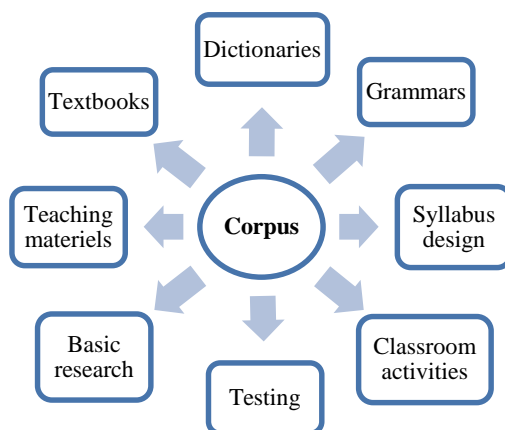 Dictionaries
Textbooks
Grammars
Teaching
materiels
Corpus
Syllabus
design
Basic
research
Classroom
activities
Testing